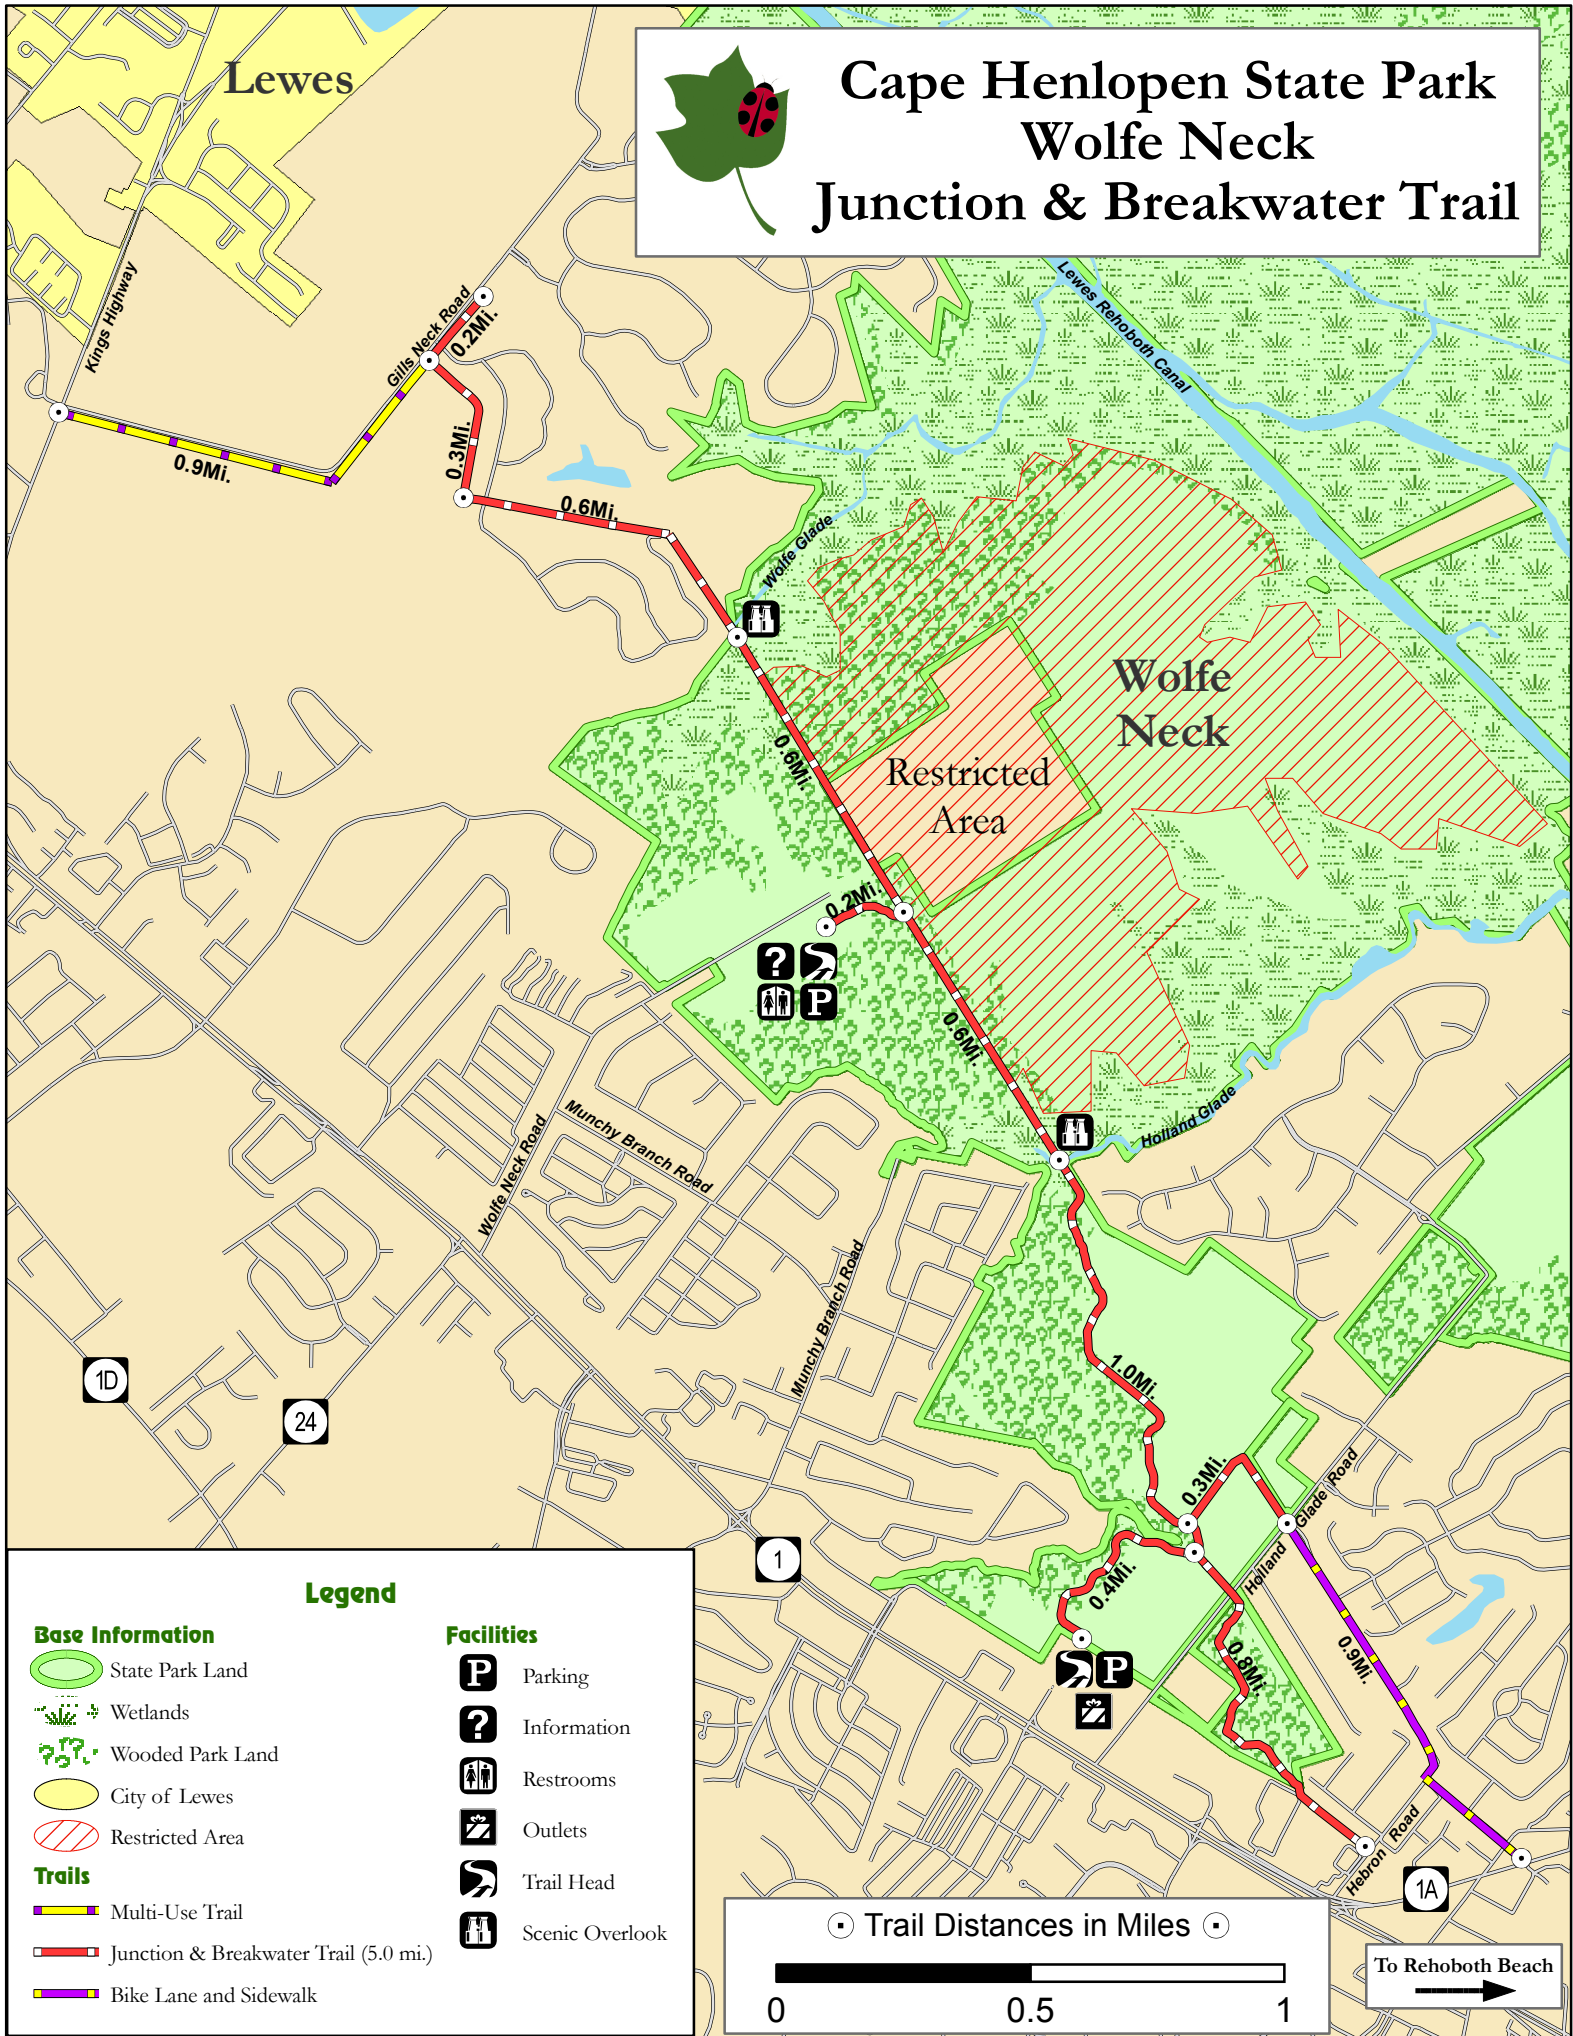 Cape Henlopen State Park
Wolfe Neck
Junction & Breakwater Trail
Lewes
Kings Highway
Gills Neck Road
0.2Mi.
0.9Mi.
0.3Mi.
0.6Mi.
Lewes Rehoboth Canal
Wolfe Glade
Wolfe
Neck
0.6Mi.
Restricted
Area
0.2Mi.
?
P
0.6Mi.
Holland Glade
Munchy Branch Road
Wolfe Neck Road
Munchy Branch Road
1D
24
1.0Mi.
0.3Mi.
Holland Glade Road
1
0.4Mi.
P
0.8Mi.
0.9Mi.
Hebron Road
1A
Legend
Base Information
State Park Land
Wetlands
Wooded Park Land
City of Lewes
Restricted Area
Trails
Multi-Use Trail
Junction & Breakwater Trail (5.0 mi.)
Bike Lane and Sidewalk
Facilities
P Parking
? Information
Restrooms
Outlets
Trail Head
Scenic Overlook
Trail Distances in Miles
0 0.5 1
To Rehoboth Beach